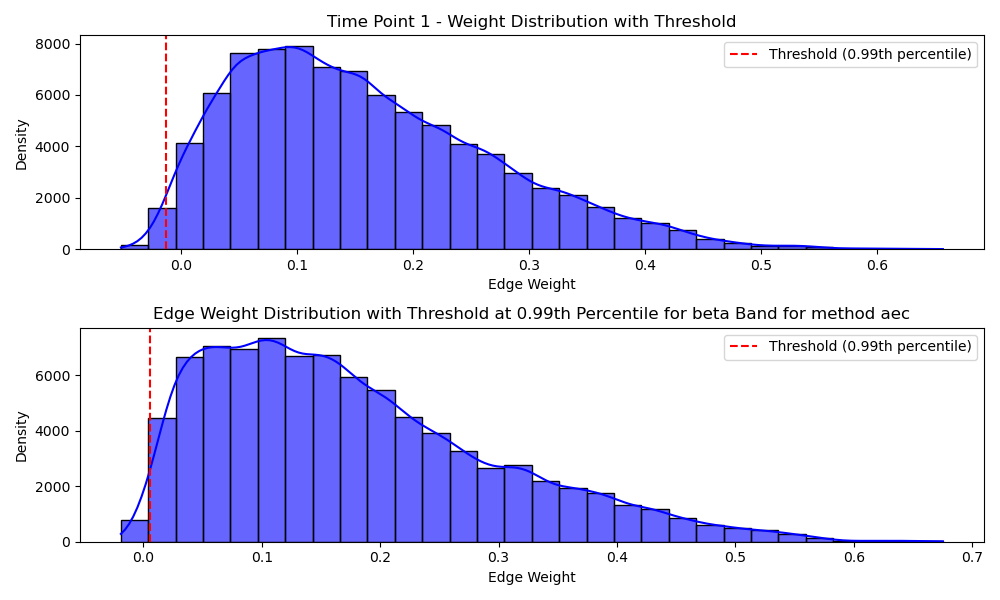 Time Point 1 - Weight Distribution with Threshold
Density
8000
6000
4000
2000
0
Threshold (0.99th percentile)
0.0 0.1 0.2 0.3 0.4 0.5 0.6
Edge Weight
Edge Weight Distribution with Threshold at 0.99th Percentile for beta Band for method aec
Density
6000
4000
2000
0
Threshold (0.99th percentile)
0.0 0.1 0.2 0.3 0.4 0.5 0.6 0.7
Edge Weight